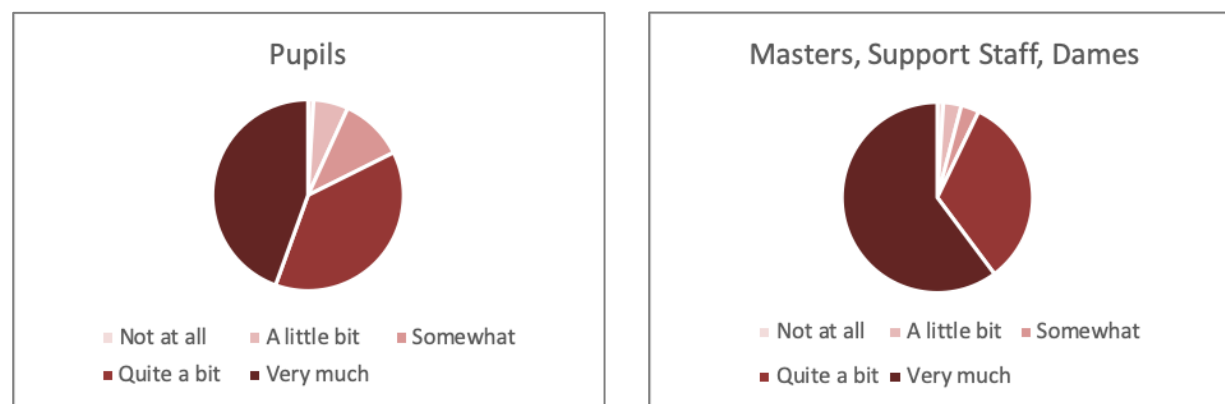 Pupils
Not at all A little bit Somewhat
Quite a bit Very much
Masters, Support Staff, Dames
Not at all A little bit Somewhat
Quite a bit Very much